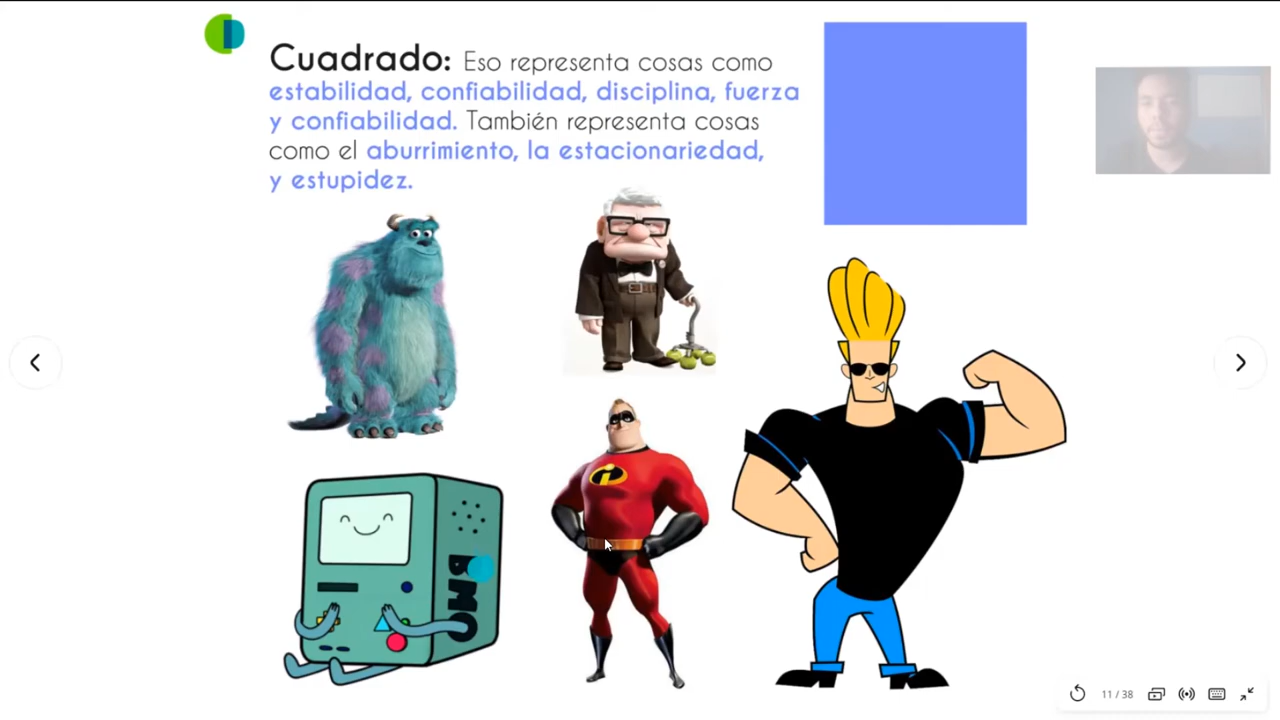 Cuadrado: Eso representa cosas como
estabilidad, confiabilidad, disciplina, fuerza
y confiabilidad. También representa cosas
como el aburrimiento, la estacionariedad,
y estupidez.
BMO
i
11 / 38